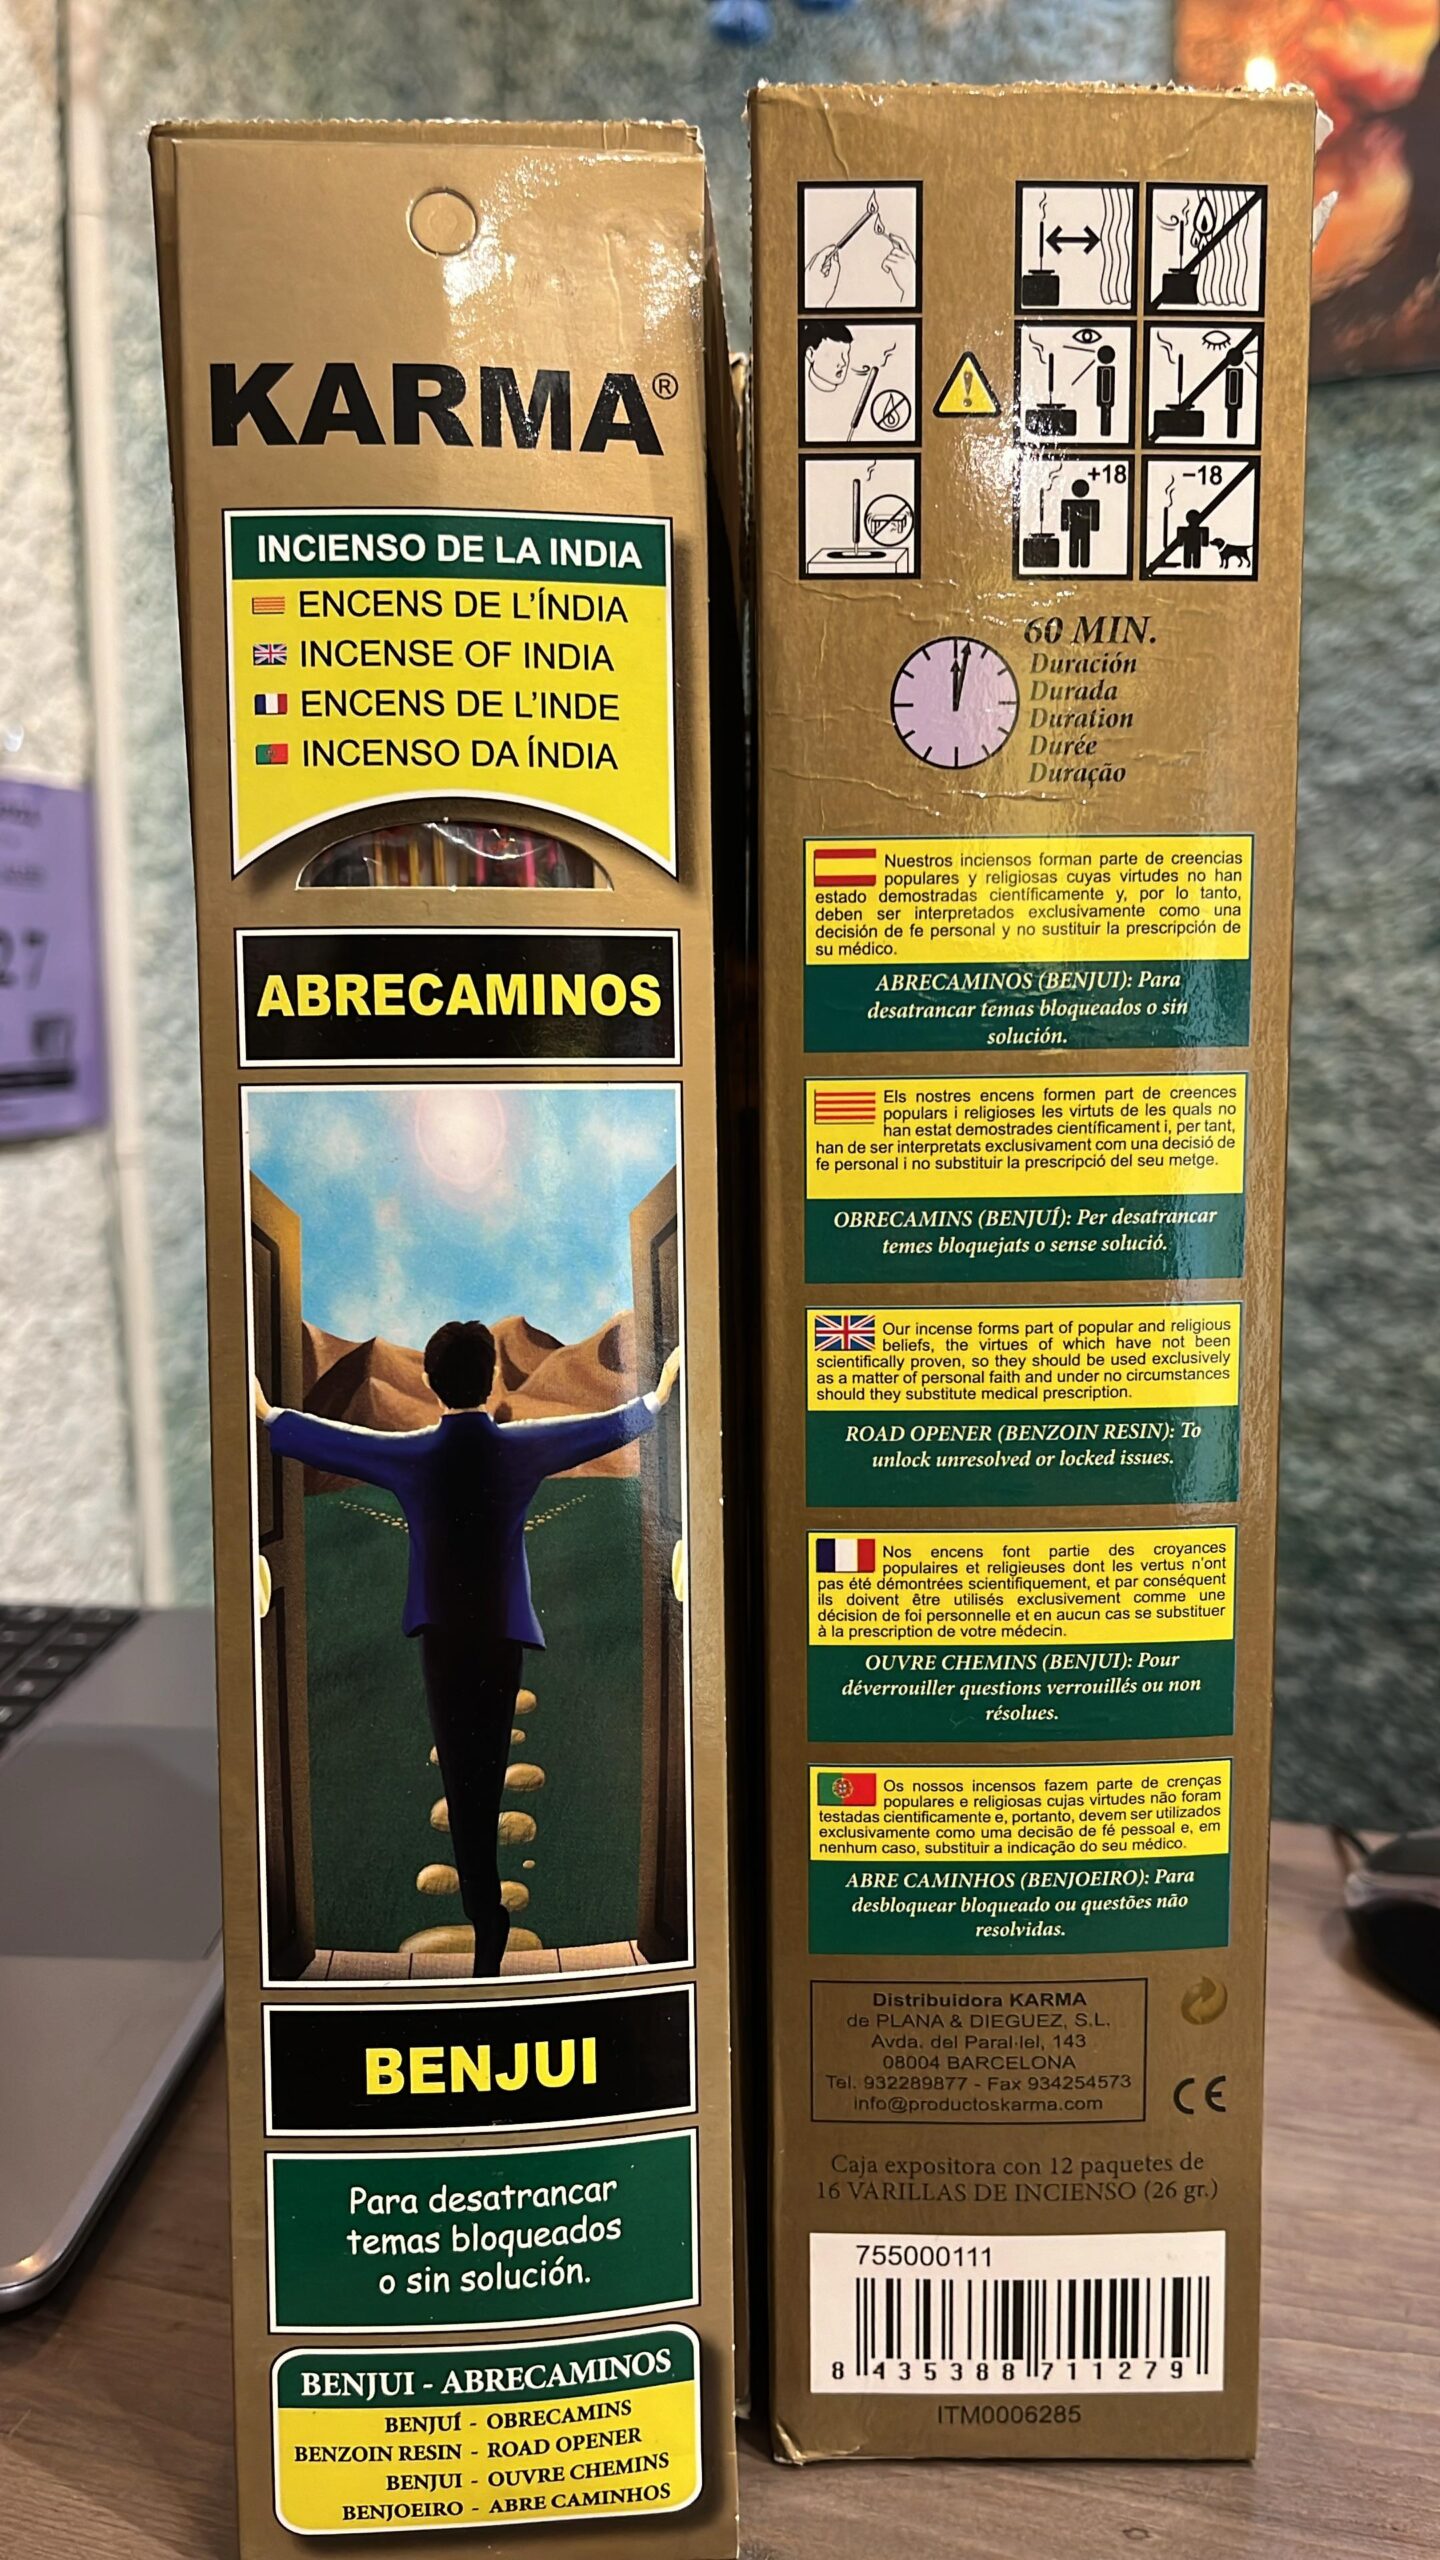 KARMA®
INCIENSO DE LA INDIA
ENCENS DE L'ÍNDIA
INCENSE OF INDIA
ENCENS DE L'INDE
INCENSO DA ÍNDIA
ABRECAMINOS
BENJUI
Para desatrancar
temas bloqueados
o sin solución.
BENJUI - ABRECAMINOS
BENJUÍ - OBRECAMINS
BENZOIN RESIN - ROAD OPENER
BENJUI - OUVRE CHEMINS
BENJOEIRO - ABRE CAMINHOS
+18
-18
60 MIN.
Duración
Durada
Duration
Durée
Duração
Nuestros inciensos forman parte de creencias
populares y religiosas cuyas virtudes no han
estado demostradas científicamente y, por lo tanto,
deben ser interpretados exclusivamente como una
decisión de fe personal y no sustituir la prescripción de
su médico.
ABRECAMINOS (BENJUI): Para
desatrancar temas bloqueados o sin
solución.
Els nostres encens formen part de creences
populars i religioses les virtuts de les quals no
han estat demostrades científicament i, per tant,
han de ser interpretats exclusivament com una decisió de
fe personal i no substituir la prescripció del seu metge.
OBRECAMINS (BENJUÍ): Per desatrancar
temes bloquejats o sense solució.
Our incense forms part of popular and religious
beliefs, the virtues of which have not been
scientifically proven, so they should be used exclusively
as a matter of personal faith and under no circumstances
should they substitute medical prescription.
ROAD OPENER (BENZOIN RESIN): To
unlock unresolved or locked issues.
Nos encens font partie des croyances
populaires et religieuses dont les vertus n'ont
pas été démontrées scientifiquement, et par conséquent
ils doivent être utilisés exclusivement comme une
décision de foi personnelle et en aucun cas se substituer
à la prescription de votre médecin.
OUVRE CHEMINS (BENJUI): Pour
déverrouiller questions verrouillés ou non
résolues.
Os nossos incensos fazem parte de crenças
populares e religiosas cujas virtudes não foram
testadas cientificamente e, portanto, devem ser utilizados
exclusivamente como uma decisão de fé pessoal e, em
nenhum caso, substituir a indicação do seu médico.
ABRE CAMINHOS (BENJOEIRO): Para
desbloquear bloqueado ou questões não
resolvidas.
Distribuidora KARMA
de PLANA & DIEGUEZ, S.L.
Avda. del Paral·lel, 143
08004 BARCELONA
Tel. 932289877 - Fax 934254573
info@productoskarma.com
CE
Caja expositora con 12 paquetes de
16 VARILLAS DE INCIENSO (26 gr.)
755000111
8 435388 711279
ITM0006285
27